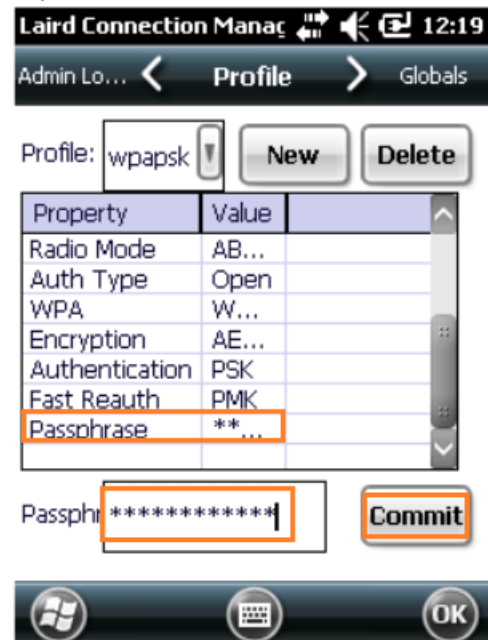 Laird Connection Manaç 12:19
Admin Lo... Profile Globals
Profile: wpapsk New Delete
Property Value
Radio Mode AB...
Auth Type Open
WPA W...
Encryption AE...
Authentication PSK
Fast Reauth PMK
Passphrase **...
Passphr ************ Commit
OK